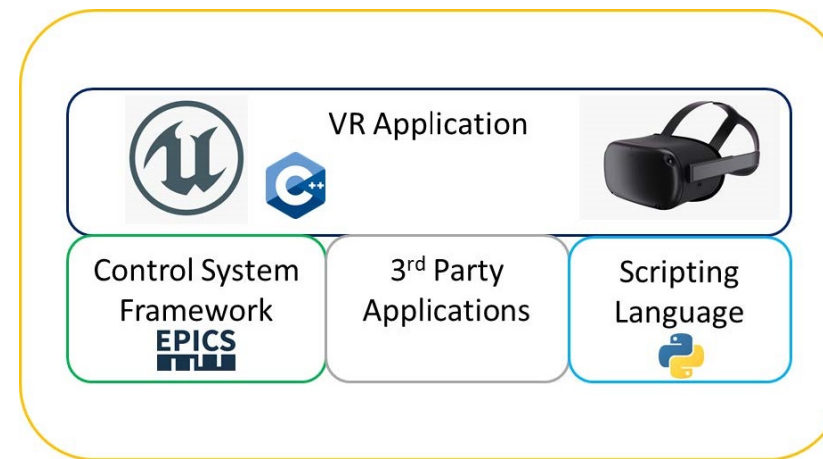 VR Application
C++
Control System
Framework
EPICS
3rd Party
Applications
Scripting
Language